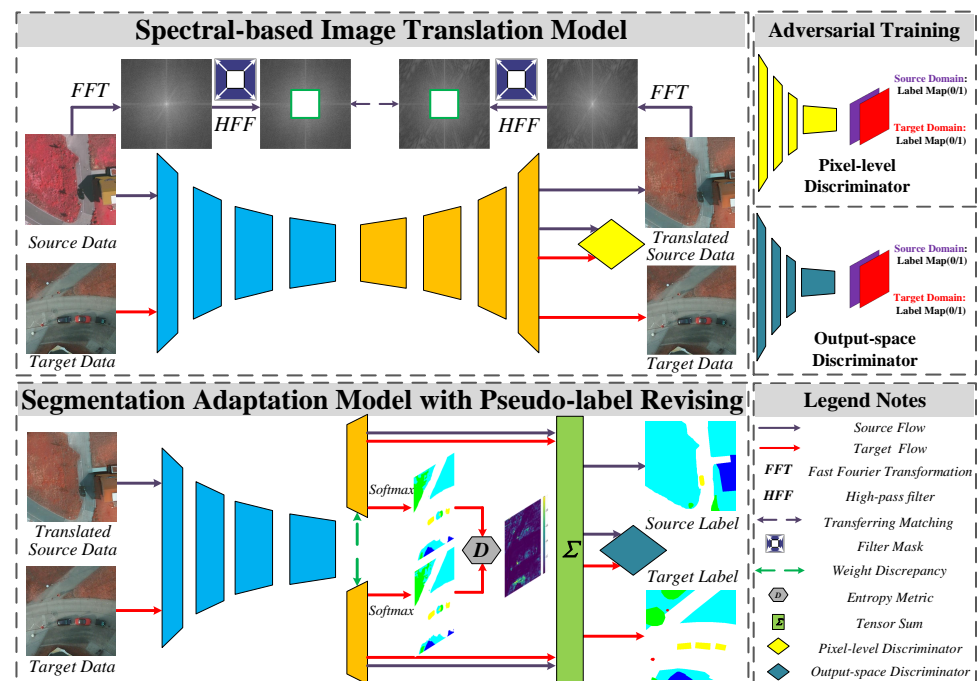 Spectral-based Image Translation Model
FFT
HFF
HFF
FFT
Source Data
Translated
Source Data
Target Data
Target Data
Adversarial Training
Source Domain:
Label Map(0/1)
Target Domain:
Label Map(0/1)
Pixel-level
Discriminator
Source Domain:
Label Map(0/1)
Target Domain:
Label Map(0/1)
Output-space
Discriminator
Segmentation Adaptation Model with Pseudo-label Revising
Translated
Source Data
Target Data
Softmax
Softmax
D
Σ
Source Label
Target Label
Legend Notes
Source Flow
Target Flow
FFT Fast Fourier Transformation
HFF High-pass filter
Transferring Matching
Filter Mask
Weight Discrepancy
D Entropy Metric
Σ Tensor Sum
Pixel-level Discriminator
Output-space Discriminator